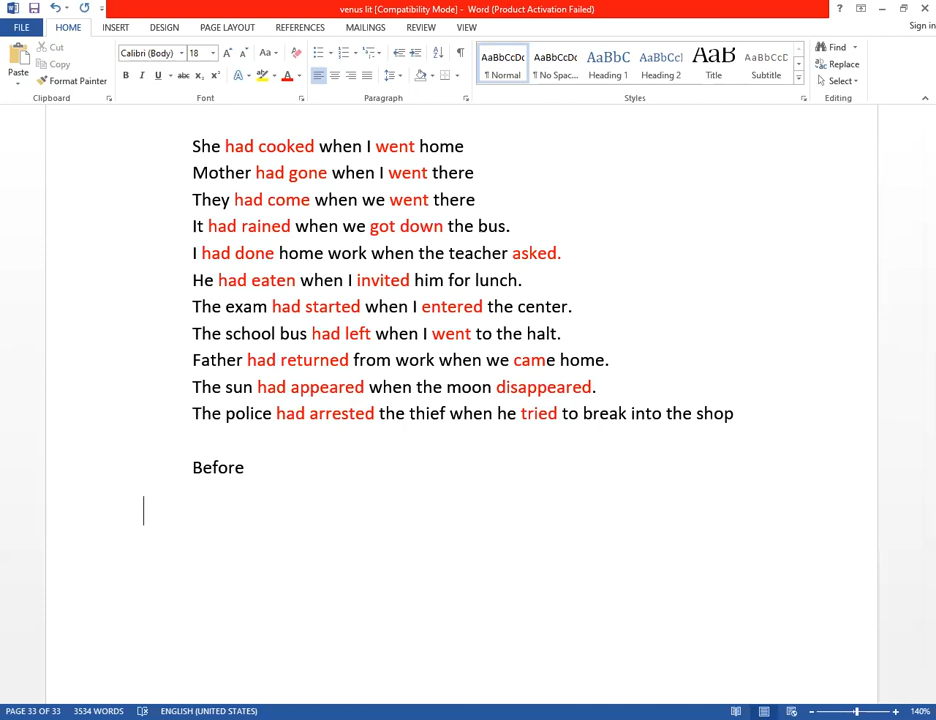 venus lit [Compatibility Mode] - Word (Product Activation Failed)
Sign in
FILE HOME INSERT DESIGN PAGE LAYOUT REFERENCES MAILINGS REVIEW VIEW
Paste
Cut
Copy
Format Painter
Calibri (Body) 18
AaBbCcDc AaBbCcDc AaBbC AaBbCcl AaB AaBbCcC
¶ Normal ¶ No Spac... Heading 1 Heading 2 Title Subtitle
Find
Replace
Select
Clipboard Font Paragraph Styles Editing
She had cooked when I went home
Mother had gone when I went there
They had come when we went there
It had rained when we got down the bus.
I had done home work when the teacher asked.
He had eaten when I invited him for lunch.
The exam had started when I entered the center.
The school bus had left when I went to the halt.
Father had returned from work when we came home.
The sun had appeared when the moon disappeared.
The police had arrested the thief when he tried to break into the shop
Before
PAGE 33 OF 33 3534 WORDS ENGLISH (UNITED STATES) 140%